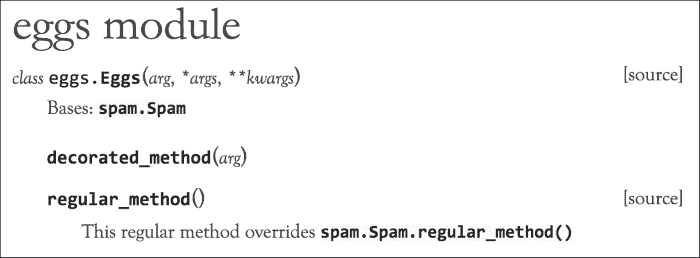 eggs module
class eggs.Eggs(arg, *args, **kwargs) [source]
Bases: spam.Spam
decorated_method(arg)
regular_method() [source]
This regular method overrides spam.Spam.regular_method()